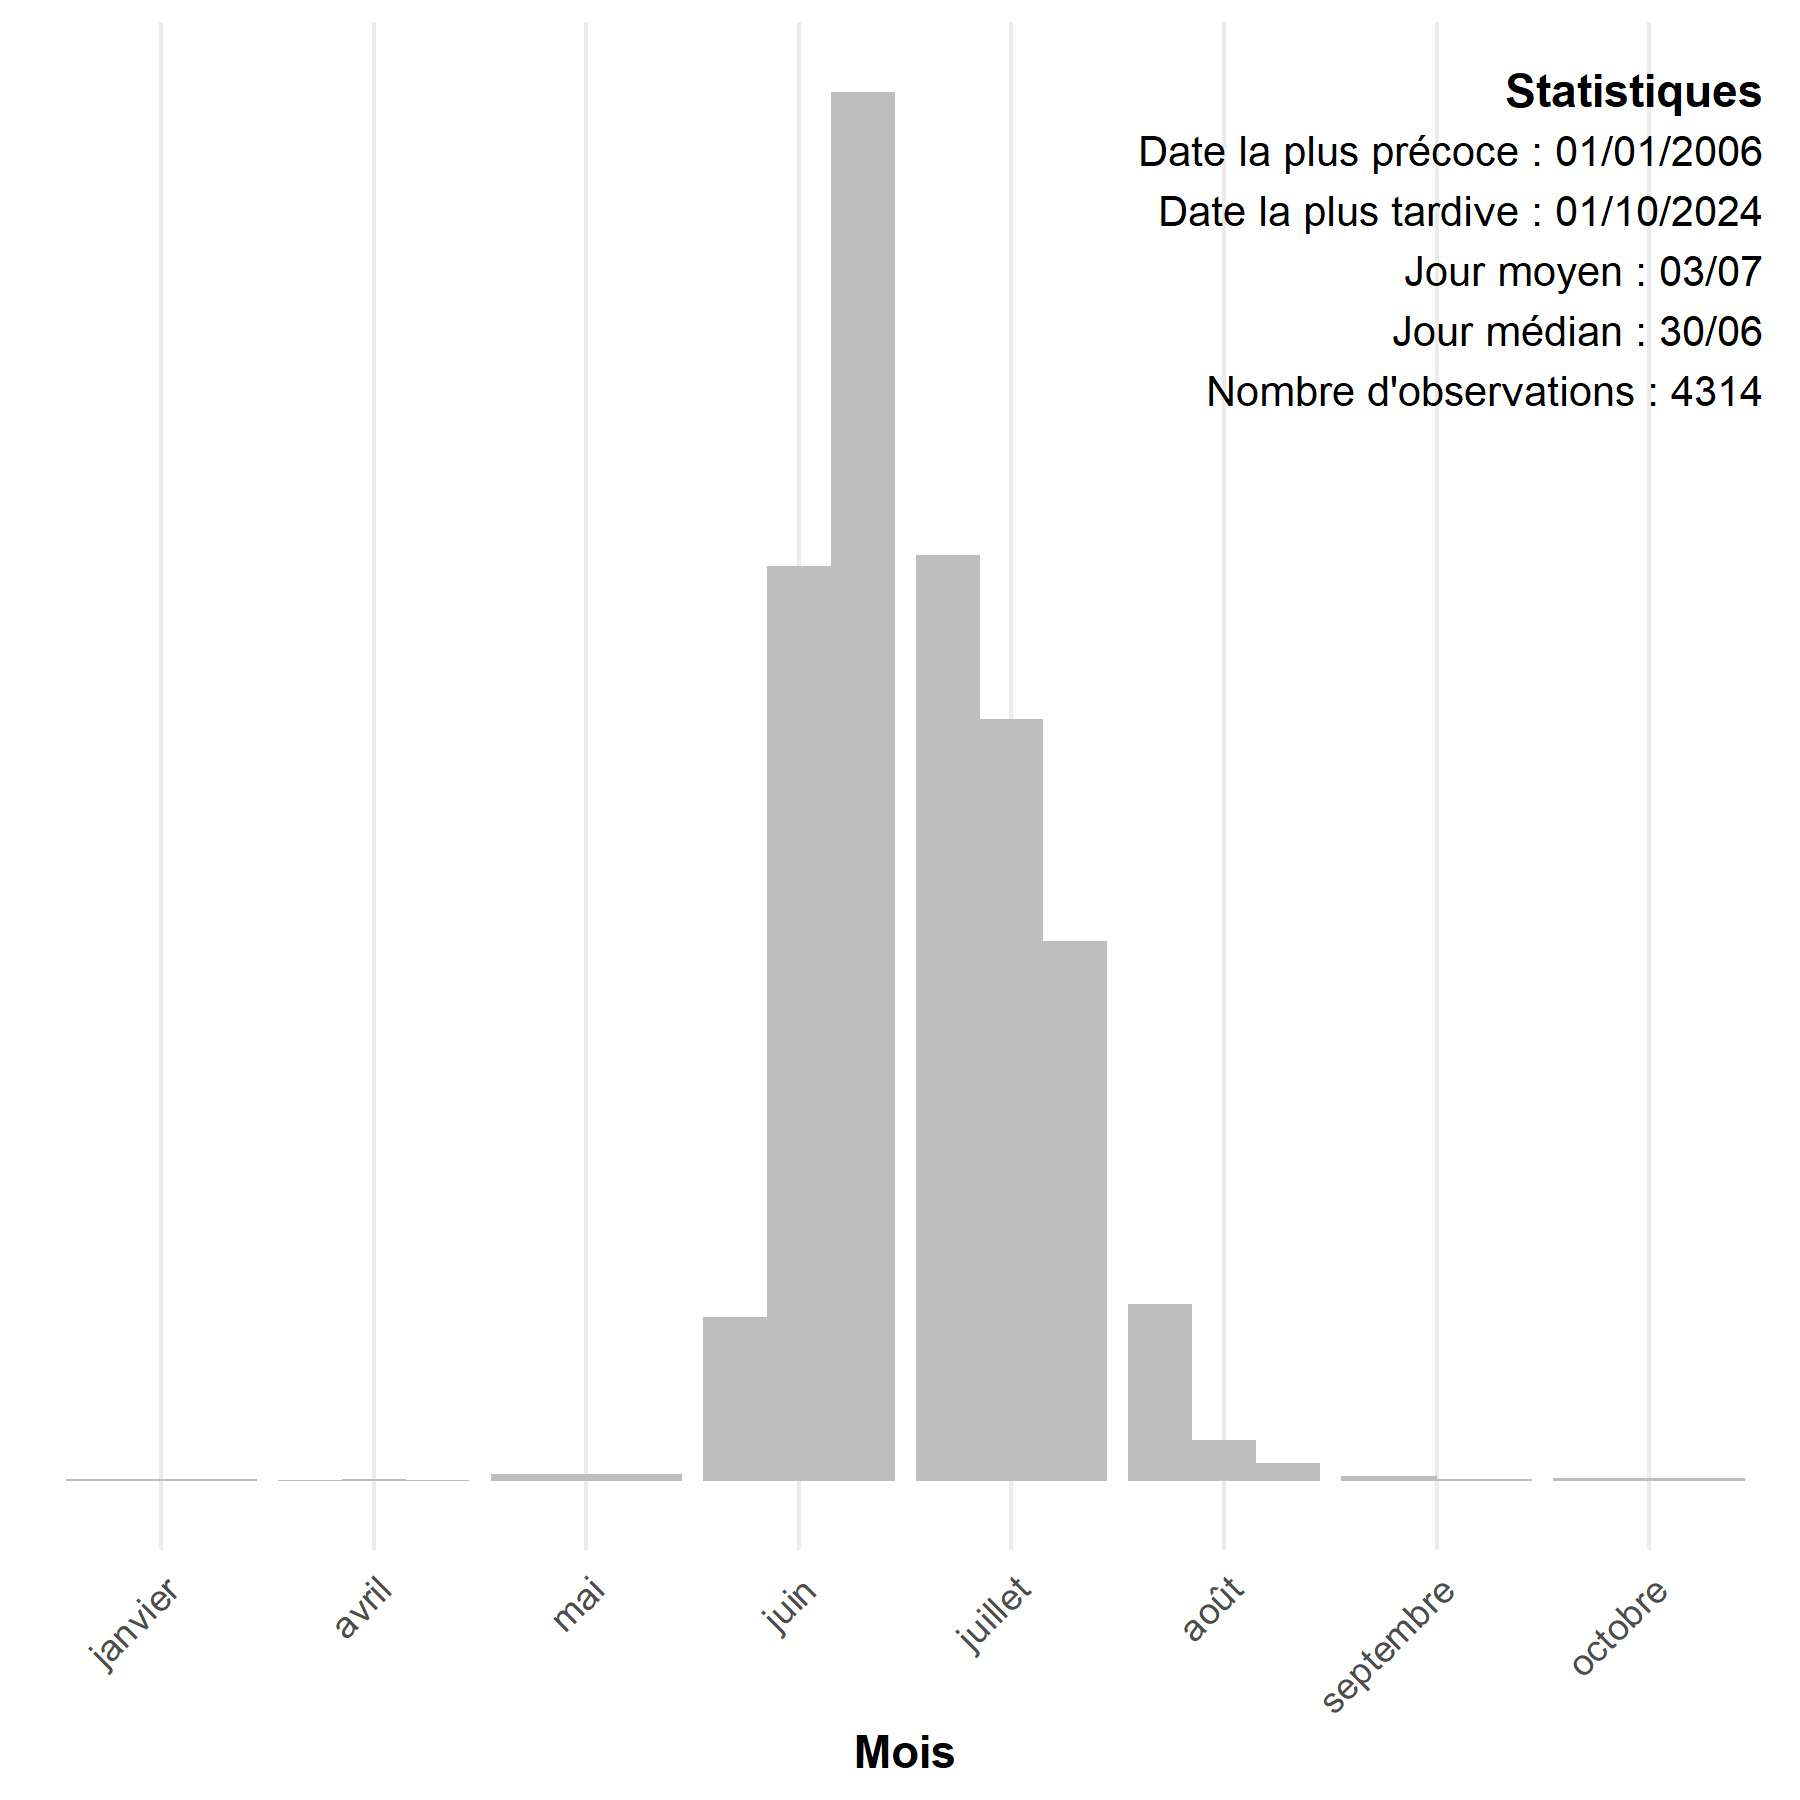 Statistiques
Date la plus précoce : 01/01/2006
Date la plus tardive : 01/10/2024
Jour moyen : 03/07
Jour médian : 30/06
Nombre d'observations : 4314
janvier
avril
mai
juin
juillet
août
septembre
octobre
Mois